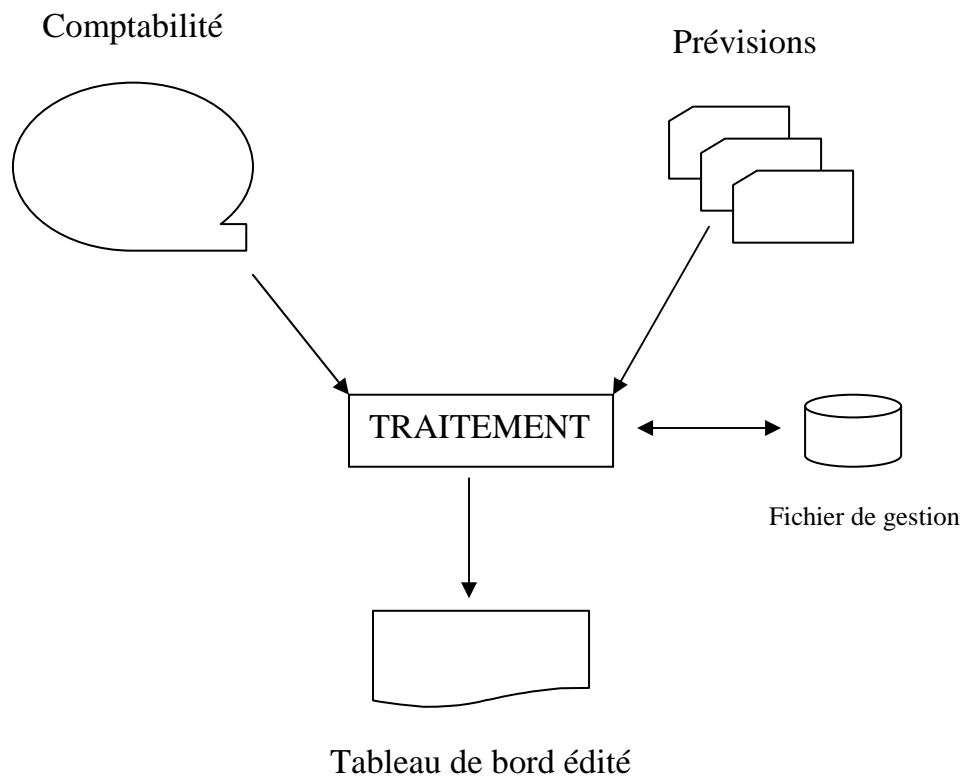 Comptabilité
Prévisions
TRAITEMENT
Fichier de gestion
Tableau de bord édité